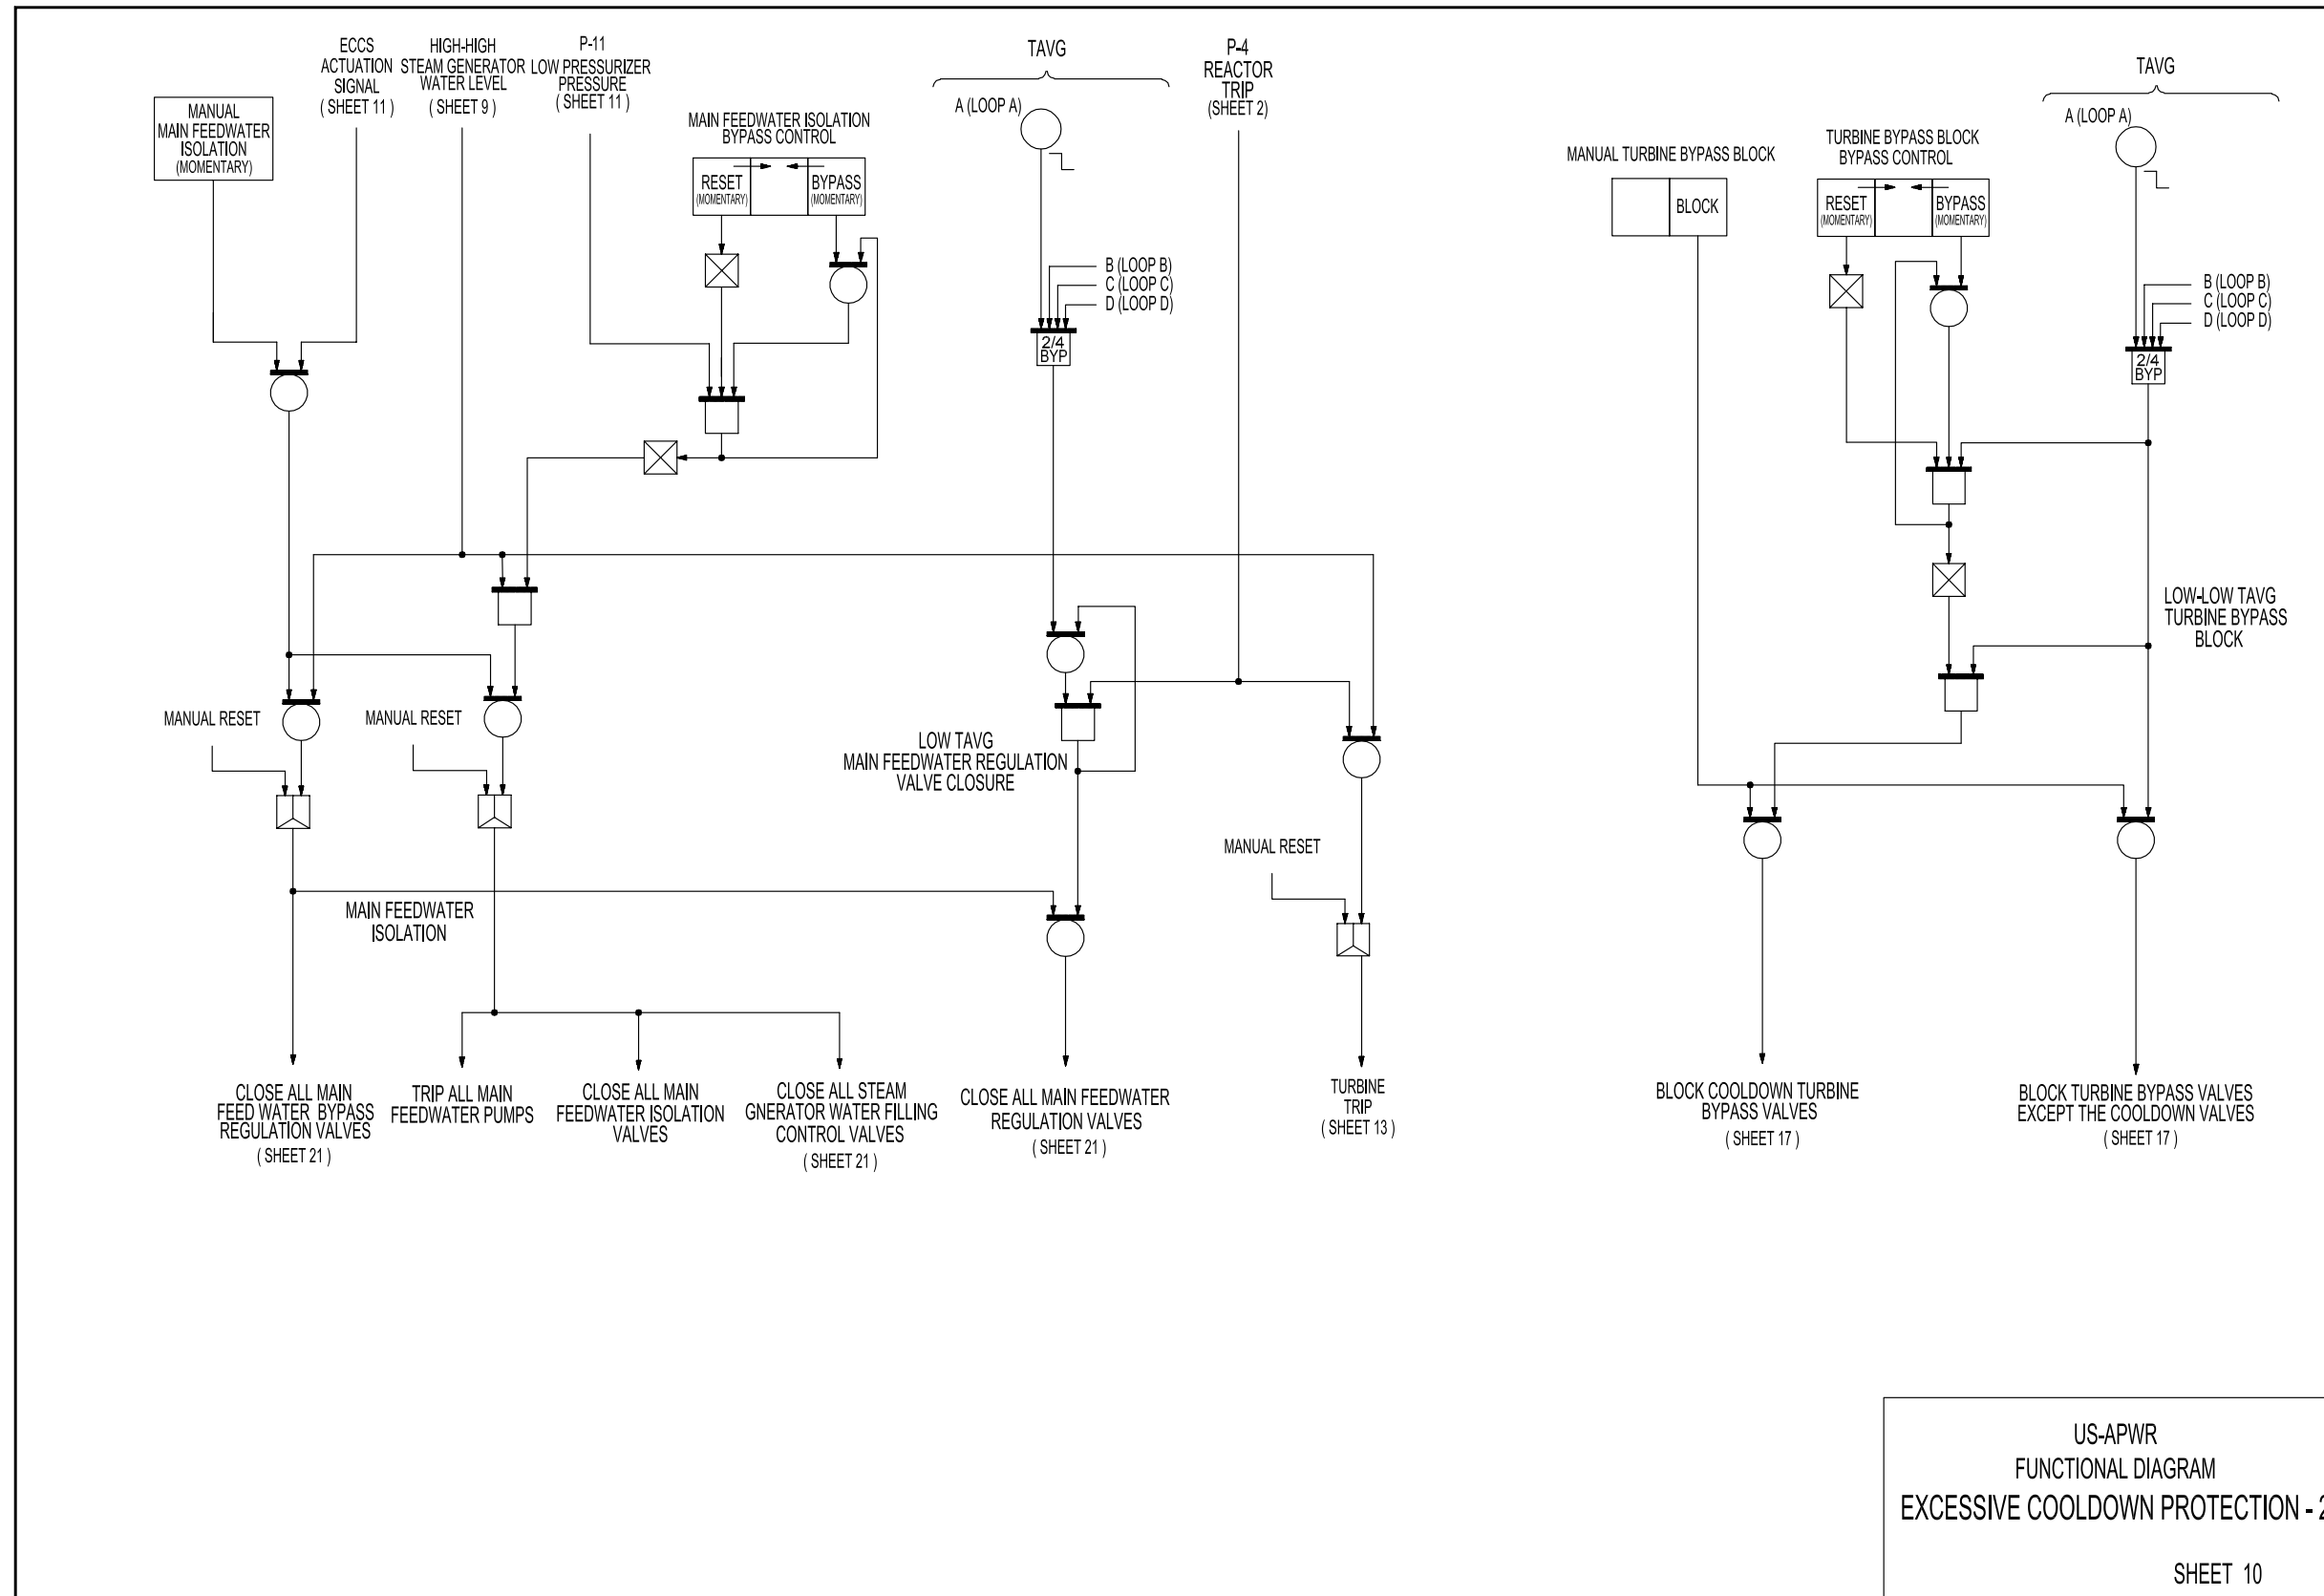 ECCS
ACTUATION
SIGNAL
( SHEET 11 )
HIGH-HIGH
STEAM GENERATOR
WATER LEVEL
( SHEET 9 )
P-11
LOW PRESSURIZER
PRESSURE
( SHEET 11 )
MANUAL
MAIN FEEDWATER
ISOLATION
(MOMENTARY)
MAIN FEEDWATER ISOLATION
BYPASS CONTROL
RESET
(MOMENTARY)
BYPASS
(MOMENTARY)
TAVG
A (LOOP A)
B (LOOP B)
C (LOOP C)
D (LOOP D)
2/4
BYP
P-4
REACTOR
TRIP
(SHEET 2)
MANUAL TURBINE BYPASS BLOCK
BLOCK
TURBINE BYPASS BLOCK
BYPASS CONTROL
RESET
(MOMENTARY)
BYPASS
(MOMENTARY)
TAVG
A (LOOP A)
B (LOOP B)
C (LOOP C)
D (LOOP D)
2/4
BYP
LOW-LOW TAVG
TURBINE BYPASS
BLOCK
MANUAL RESET
MANUAL RESET
LOW TAVG
MAIN FEEDWATER REGULATION
VALVE CLOSURE
MANUAL RESET
MAIN FEEDWATER
ISOLATION
CLOSE ALL MAIN
FEED WATER BYPASS
REGULATION VALVES
( SHEET 21 )
TRIP ALL MAIN
FEEDWATER PUMPS
CLOSE ALL MAIN
FEEDWATER ISOLATION
VALVES
CLOSE ALL STEAM
GNERATOR WATER FILLING
CONTROL VALVES
( SHEET 21 )
CLOSE ALL MAIN FEEDWATER
REGULATION VALVES
( SHEET 21 )
TURBINE
TRIP
( SHEET 13 )
BLOCK COOLDOWN TURBINE
BYPASS VALVES
( SHEET 17 )
BLOCK TURBINE BYPASS VALVES
EXCEPT THE COOLDOWN VALVES
( SHEET 17 )
US-APWR
FUNCTIONAL DIAGRAM
EXCESSIVE COOLDOWN PROTECTION - 2
SHEET 10